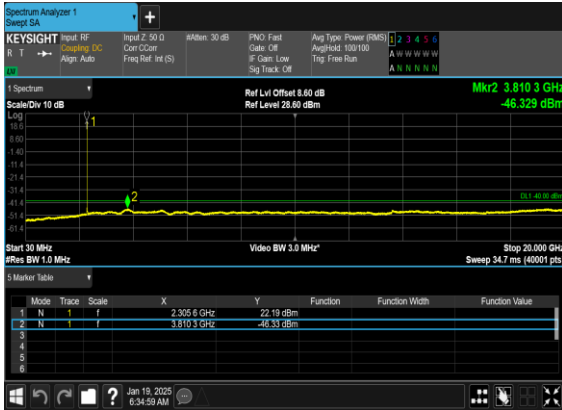 Spectrum Analyzer 1
Swept SA
+
KEYSIGHT
R T
LV
Input: RF
Coupling: DC
Align: Auto
Input Z: 50 Ω
Corr CCorr
Freq Ref: Int (S)
#Atten: 30 dB
PNO: Fast
Gate: Off
IF Gain: Low
Sig Track: Off
Avg Type: Power (RMS)
Avg|Hold: 100/100
Trig: Free Run
1 2 3 4 5 6
A W W W W W
A N N N N N
1 Spectrum
Scale/Div 10 dB
Ref Lvl Offset 8.60 dB
Ref Level 28.60 dBm
Mkr2 3.810 3 GHz
-46.329 dBm
Log
18.6
8.60
-1.40
-11.4
-21.4
-31.4
-41.4
-51.4
-61.4
1
2
DL1 -40.00 dBm
Start 30 MHz
#Res BW 1.0 MHz
Video BW 3.0 MHz*
Stop 20.000 GHz
Sweep 34.7 ms (40001 pts)
5 Marker Table
Mode Trace Scale X Y Function Function Width Function Value
1 N 1 f 2.305 6 GHz 22.19 dBm
2 N 1 f 3.810 3 GHz -46.33 dBm
3
4
5
6
?
Jan 19, 2025
6:34:59 AM